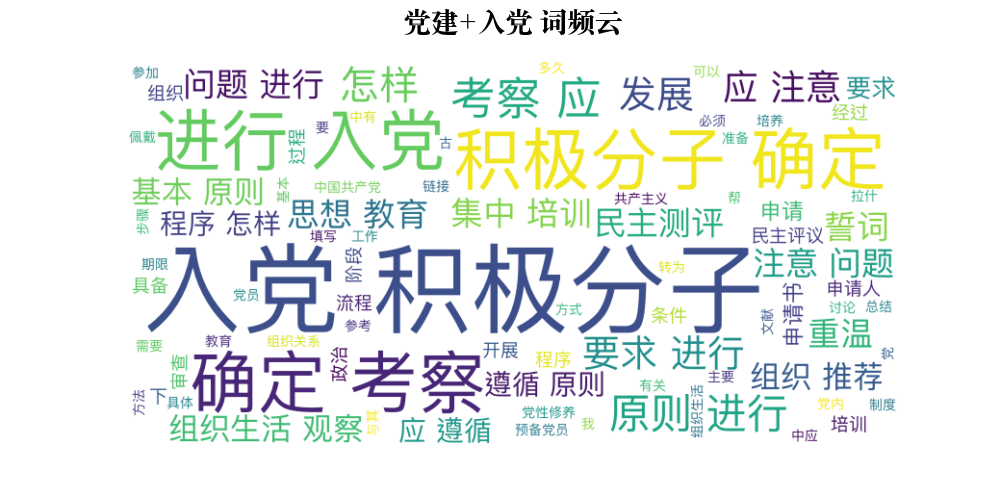 党建+入党 词频云
参加
多久
可以
组织
问题 进行
怎样
考察 应
发展
应 注意
要求
佩戴
进行 入党
中有
要
过程
古
积极分子 确定
必须
培养
准备
经过
基本 原则
基本
中国共产党
链接
共产主义
帮
拉什
步骤
程序 怎样
思想 教育
集中 培训
民主测评
申请
誓词
填写
工作
民主评议
期限
具备
党员
入党 积极分子
阶段
流程
参考
方式
转为
条件
注意 问题
申请书
申请人
讨论
总结
文献
重温
需要
教育
组织关系
审查
确定 考察
政治
开展
程序
要求 进行
组织 推荐
党
方法
下
具体
遵循 原则
有关
主要
组织生活
党内
制度
组织生活 观察
与其
应 遵循
党性修养
预备党员
我
原则 进行
中应
培训